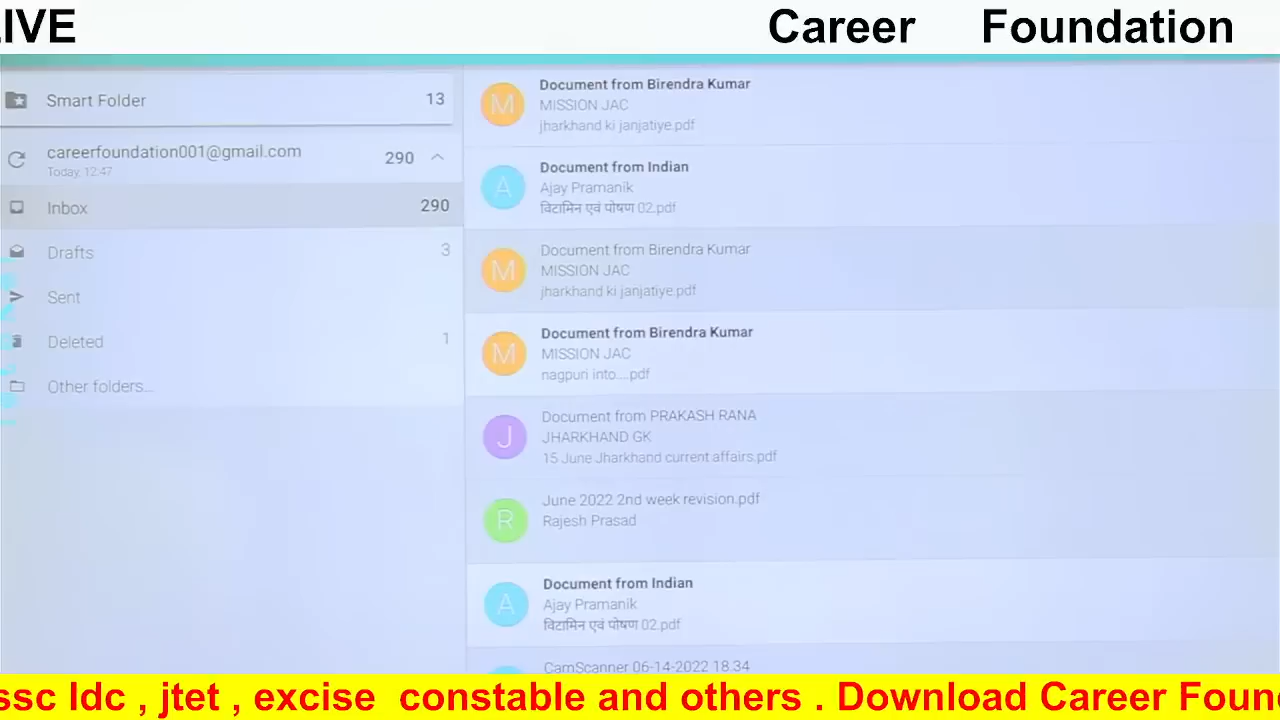 LIVE Career Foundation
Smart Folder 13
careerfoundation001@gmail.com 290
Today, 12:47
Inbox 290
Drafts 3
Sent
Deleted 1
Other folders...
Document from Birendra Kumar
M MISSION JAC
jharkhand ki janjatiye.pdf
Document from Indian
A Ajay Pramanik
विटामिन एवं पोषण 02.pdf
Document from Birendra Kumar
M MISSION JAC
jharkhand ki janjatiye.pdf
Document from Birendra Kumar
M MISSION JAC
nagpuri into....pdf
Document from PRAKASH RANA
J JHARKHAND GK
15 June Jharkhand current affairs.pdf
June 2022 2nd week revision.pdf
R Rajesh Prasad
Document from Indian
A Ajay Pramanik
विटामिन एवं पोषण 02.pdf
CamScanner 06-14-2022 18.34
ssc ldc , jtet , excise constable and others . Download Career Foun